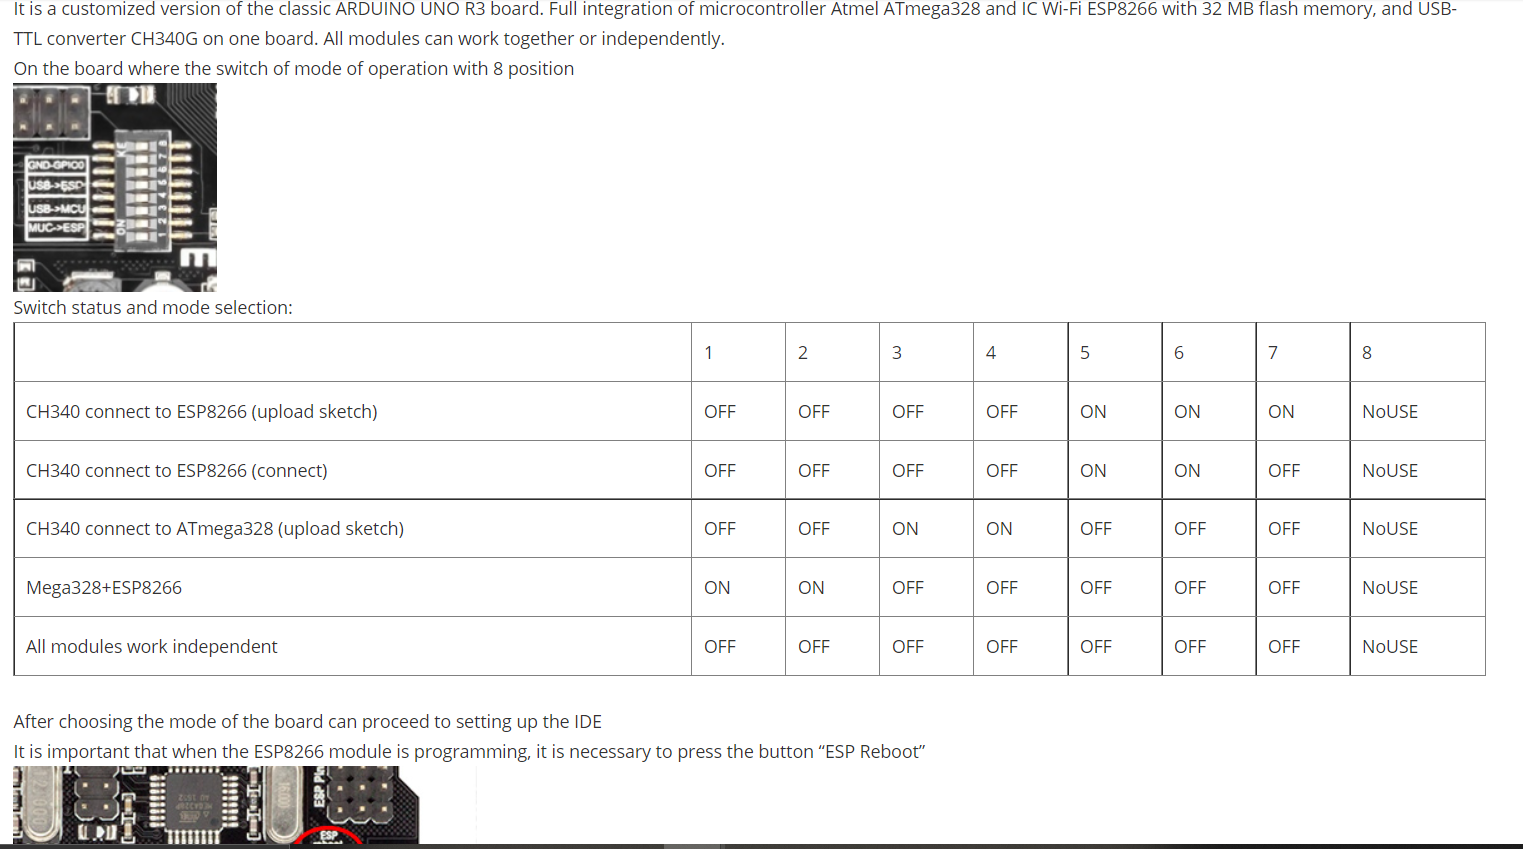 It is a customized version of the classic ARDUINO UNO R3 board. Full integration of microcontroller Atmel ATmega328 and IC Wi-Fi ESP8266 with 32 MB flash memory, and USB-
TTL converter CH340G on one board. All modules can work together or independently.
On the board where the switch of mode of operation with 8 position
GND-GPIO0
USB->ESP
USB->MCU
MUC->ESP
KE
ON
1 2 3 4 5 6 7 8
Switch status and mode selection:
1 2 3 4 5 6 7 8
CH340 connect to ESP8266 (upload sketch) OFF OFF OFF OFF ON ON ON NoUSE
CH340 connect to ESP8266 (connect) OFF OFF OFF OFF ON ON OFF NoUSE
CH340 connect to ATmega328 (upload sketch) OFF OFF ON ON OFF OFF OFF NoUSE
Mega328+ESP8266 ON ON OFF OFF OFF OFF OFF NoUSE
All modules work independent OFF OFF OFF OFF OFF OFF OFF NoUSE
After choosing the mode of the board can proceed to setting up the IDE
It is important that when the ESP8266 module is programming, it is necessary to press the button “ESP Reboot”
ESP
ESP